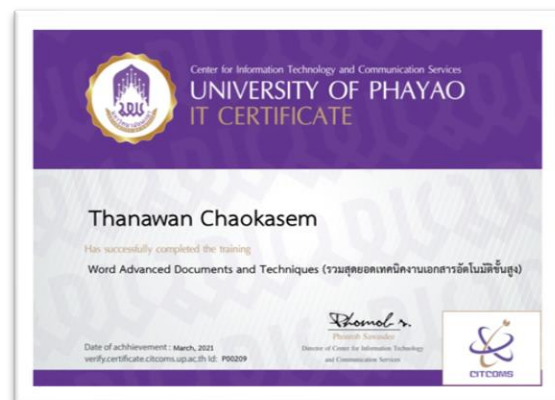 Center for Information Technology and Communication Services
UNIVERSITY OF PHAYAO
IT CERTIFICATE
Thanawan Chaokasem
Has successfully completed the training
Word Advanced Documents and Techniques (รวมสุดยอดเทคนิคงานเอกสารอัตโนมัติขั้นสูง)
Director of Center for Information Technology
and Communication Services
Date of achhievement : March, 2021
verify.certificate.citcoms.up.ac.th Id: P00209
CITCOMS